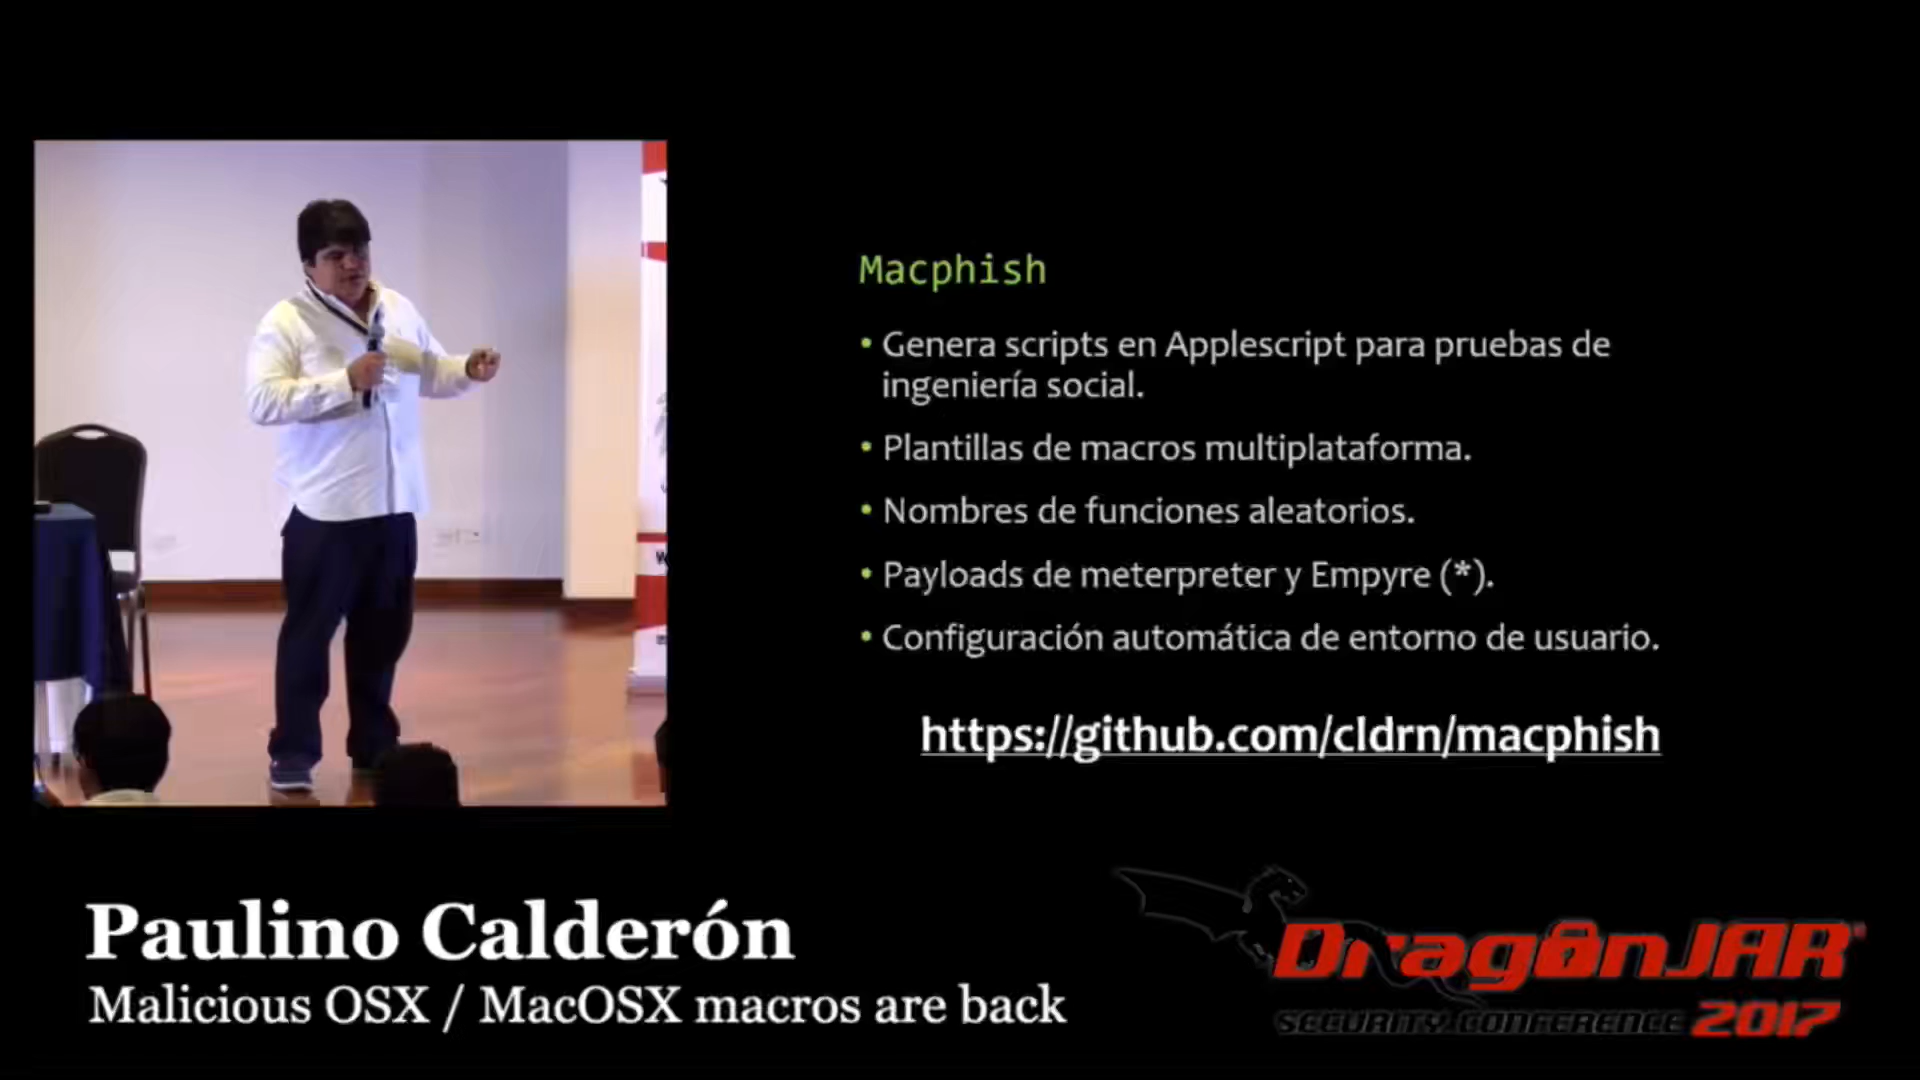 Macphish
• Genera scripts en Applescript para pruebas de
ingeniería social.
• Plantillas de macros multiplataforma.
• Nombres de funciones aleatorios.
• Payloads de meterpreter y Empyre (*).
• Configuración automática de entorno de usuario.
https://github.com/cldrn/macphish
Paulino Calderón
Malicious OSX / MacOSX macros are back
DragonJAR
SECURITY CONFERENCE 2017